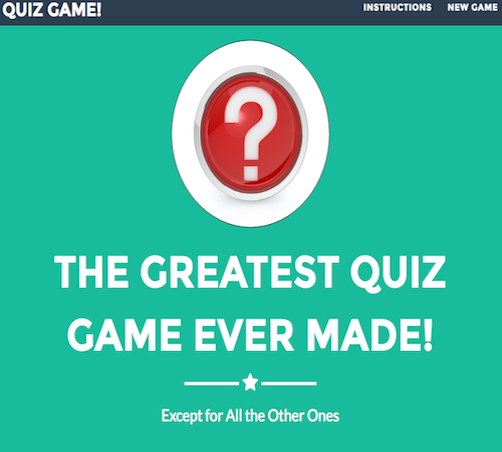 QUIZ GAME! INSTRUCTIONS NEW GAME
?
THE GREATEST QUIZ
GAME EVER MADE!
Except for All the Other Ones